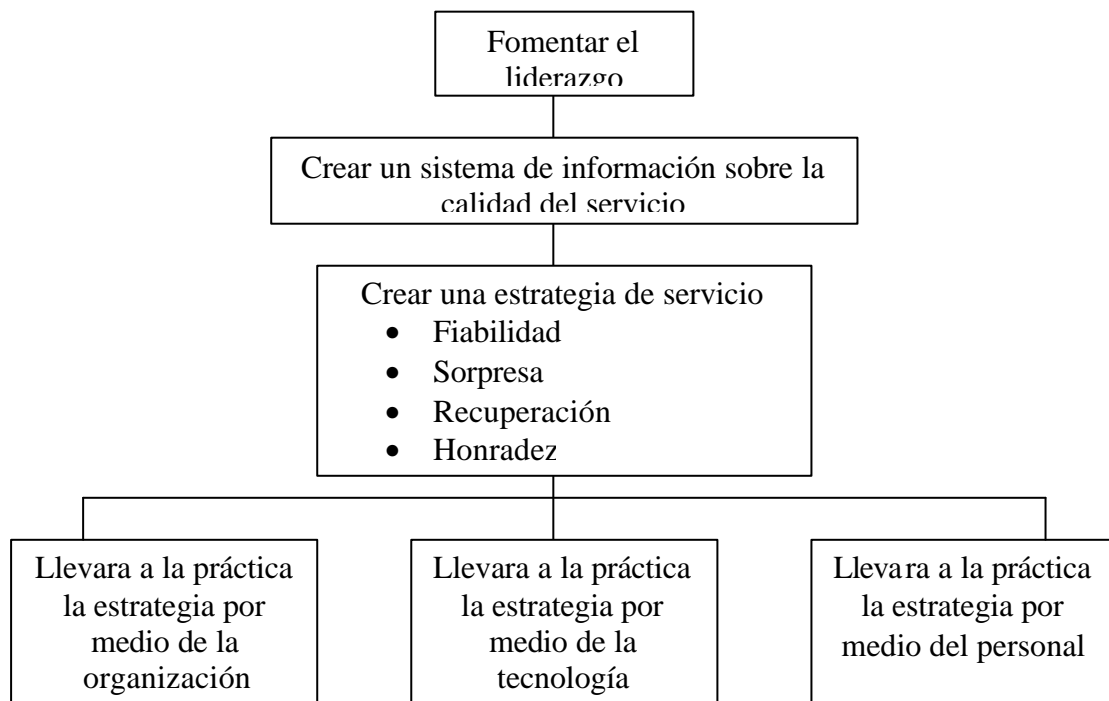 Fomentar el
liderazgo
Crear un sistema de información sobre la
calidad del servicio
Crear una estrategia de servicio
• Fiabilidad
• Sorpresa
• Recuperación
• Honradez
Llevara a la práctica
la estrategia por
medio de la
organización
Llevara a la práctica
la estrategia por
medio de la
tecnología
Llevara a la práctica
la estrategia por
medio del personal